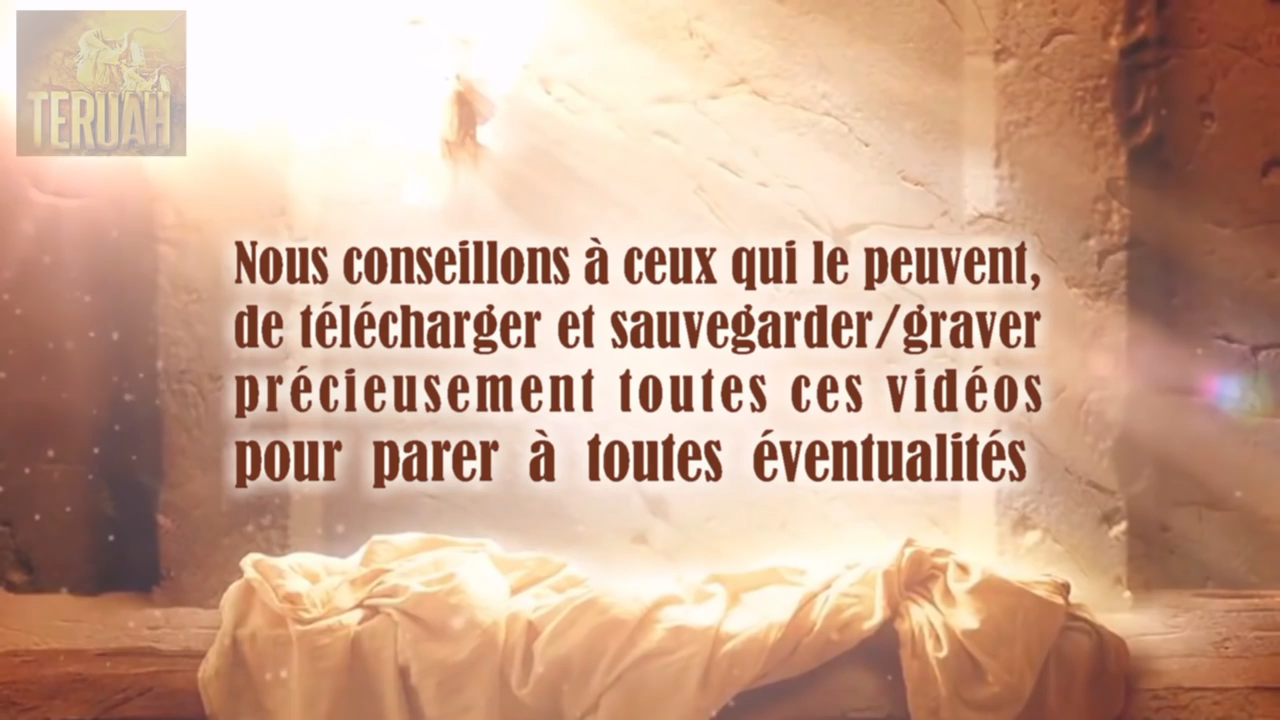 TERUAH
Nous conseillons à ceux qui le peuvent,
de télécharger et sauvegarder/graver
précieusement toutes ces vidéos
pour parer à toutes éventualités